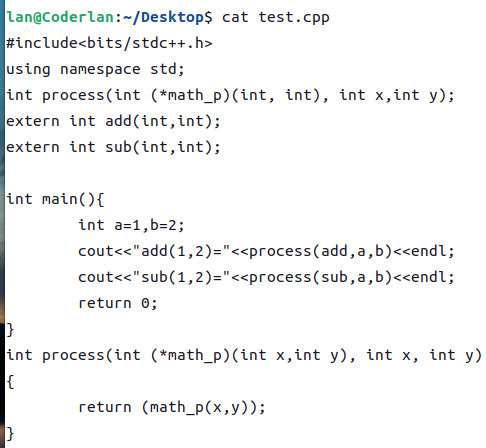 lan@Coderlan:~/Desktop$ cat test.cpp
#include<bits/stdc++.h>
using namespace std;
int process(int (*math_p)(int, int), int x,int y);
extern int add(int,int);
extern int sub(int,int);

int main(){
        int a=1,b=2;
        cout<<"add(1,2)="<<process(add,a,b)<<endl;
        cout<<"sub(1,2)="<<process(sub,a,b)<<endl;
        return 0;
}
int process(int (*math_p)(int x,int y), int x, int y)
{
        return (math_p(x,y));
}